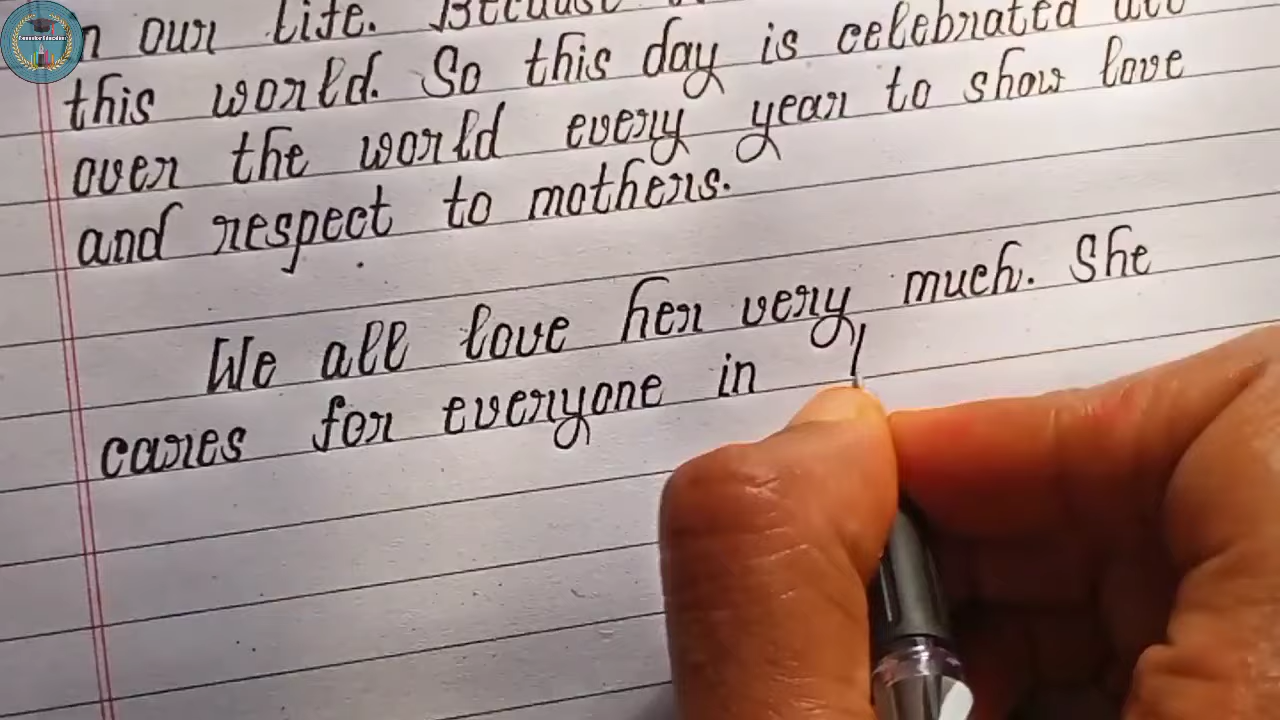 in our life. Because
this world. So this day is celebrated all
over the world every year to show love
and respect to mothers.
We all love her very much. She
cares for everyone in